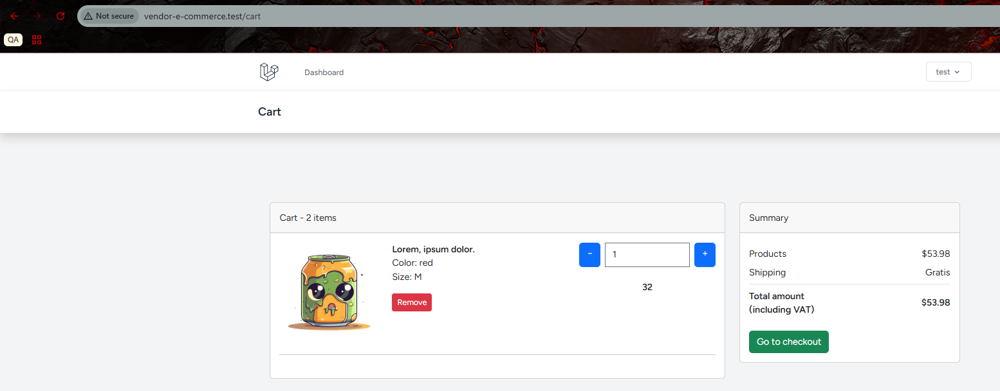 Not secure vendor-e-commerce.test/cart
QA
Dashboard
test
Cart
Cart - 2 items
Lorem, ipsum dolor.
Color: red
Size: M
Remove
-
1
+
32
Summary
Products $53.98
Shipping Gratis
Total amount
(including VAT) $53.98
Go to checkout